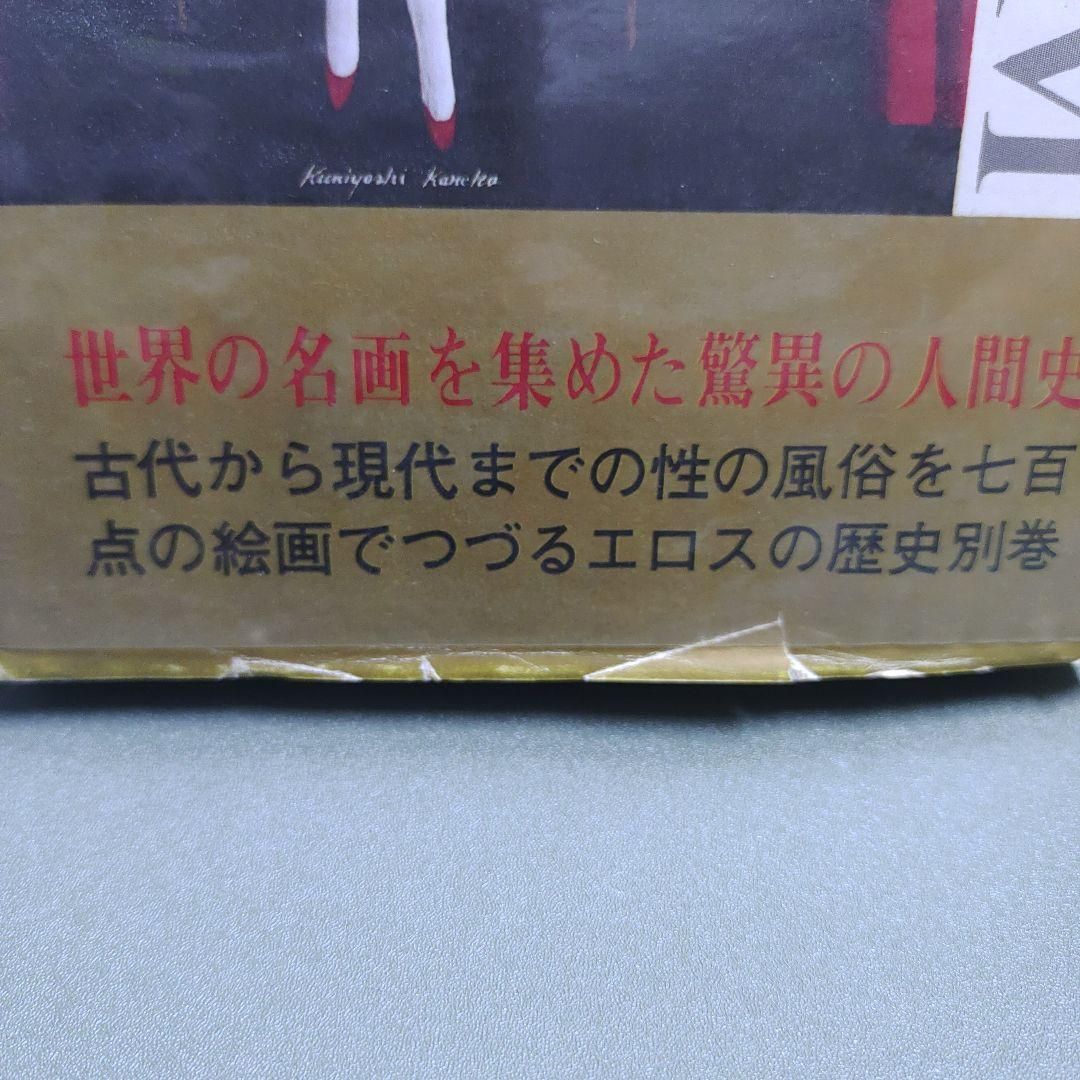 Kuniyoshi Kaneko
世界の名画を集めた驚異の人間史
古代から現代までの性の風俗を七百
点の絵画でつづるエロスの歴史別巻